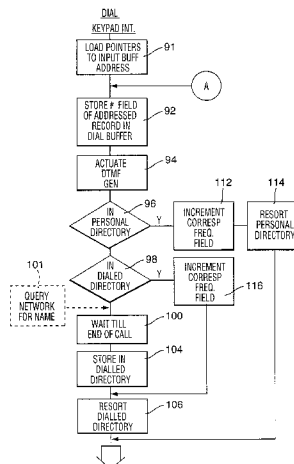 DIAL
KEYPAD INT.
LOAD POINTERS
TO INPUT BUFF
ADDRESS
91
A
STORE # FIELD
OF ADDRESSED
RECORD IN
DIAL BUFFER
92
ACTUATE
DTMF
GEN
94
IN
PERSONAL
DIRECTORY
96
Y
INCREMENT
CORRESP
FREQ.
FIELD
112
RESORT
PERSONAL
DIRECTORY
114
IN
DIALED
DIRECTORY
98
Y
INCREMENT
CORRESP
FREQ.
FIELD
116
101
QUERY
NETWORK
FOR NAME
WAIT TILL
END OF CALL
100
STORE IN
DIALLED
DIRECTORY
104
RESORT
DIALLED
DIRECTORY
106